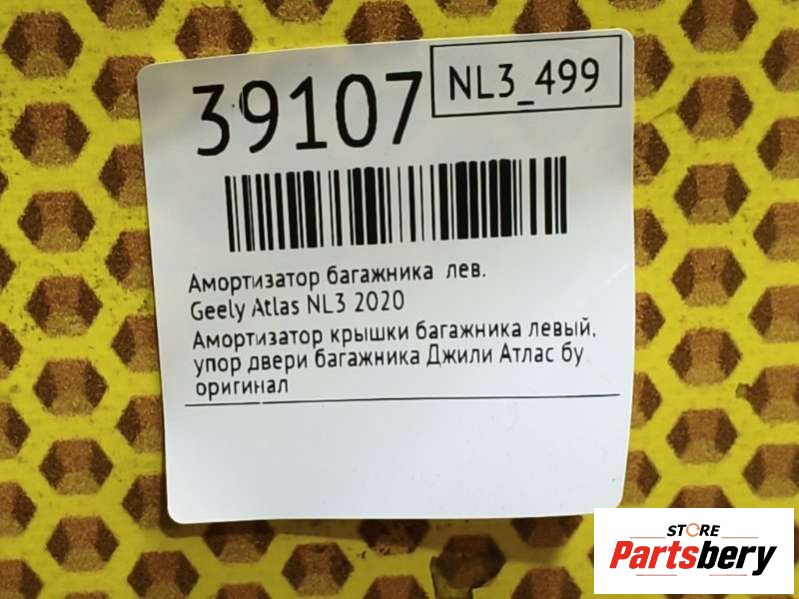 39107
NL3_499
Амортизатор багажника лев.
Geely Atlas NL3 2020
Амортизатор крышки багажника левый,
упор двери багажника Джили Атлас бу
оригинал
STORE
Partsbery